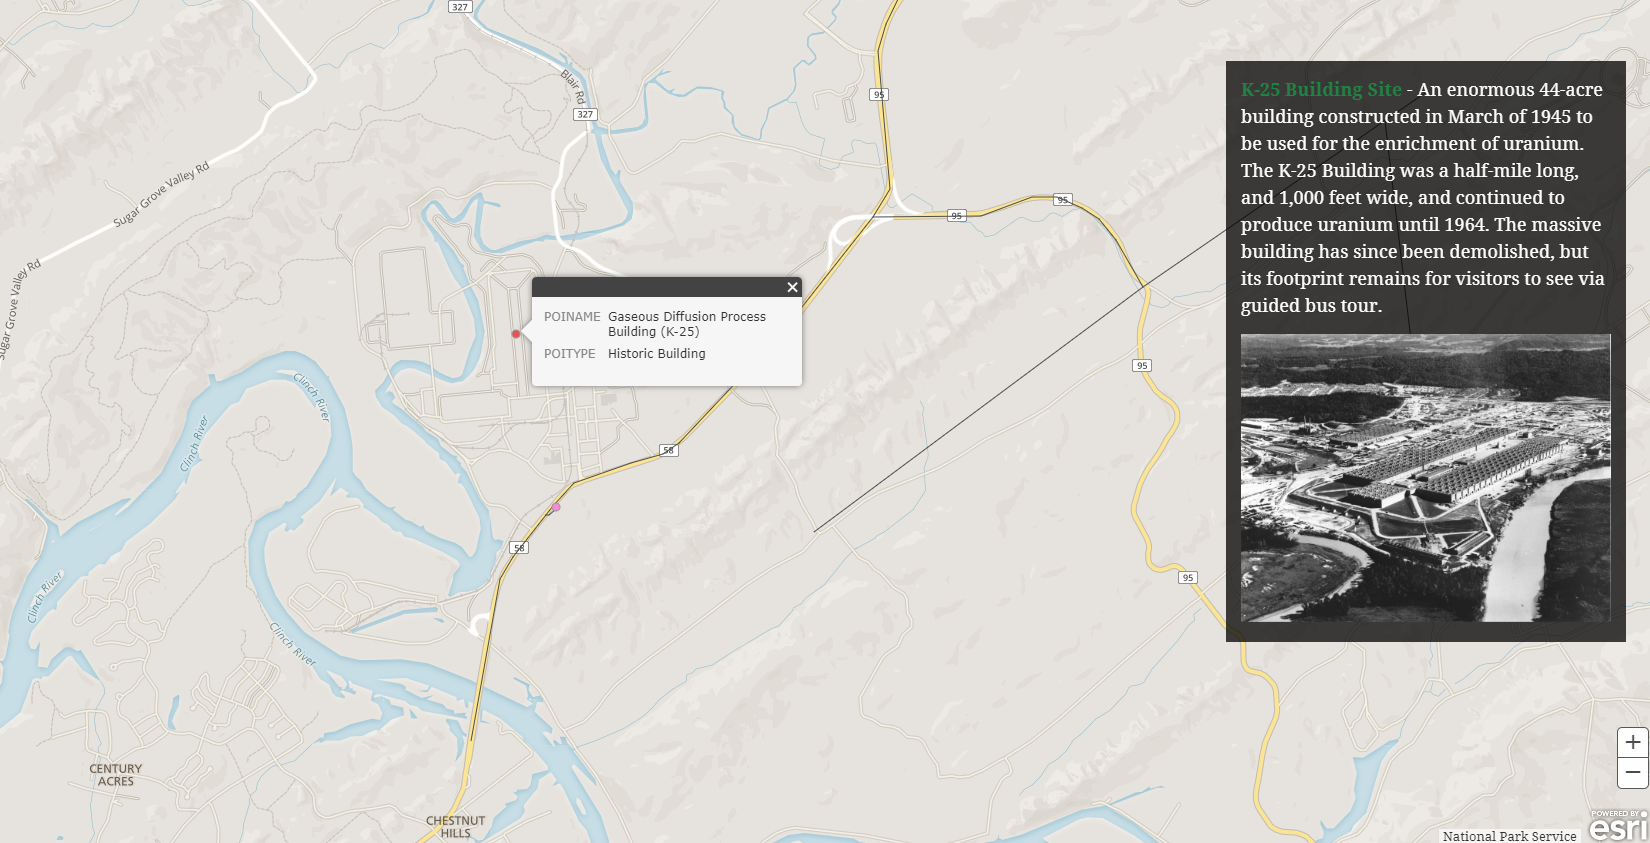 327
Blair Rd
327
95
Sugar Grove Valley Rd
95
95
Sugar Grove Valley Rd
POINAME Gaseous Diffusion Process
Building (K-25)
POITYPE Historic Building
95
Clinch River
Clinch River
58
58
95
Clinch River
Clinch River
CENTURY
ACRES
CHESTNUT
HILLS
K-25 Building Site - An enormous 44-acre
building constructed in March of 1945 to
be used for the enrichment of uranium.
The K-25 Building was a half-mile long,
and 1,000 feet wide, and continued to
produce uranium until 1964. The massive
building has since been demolished, but
its footprint remains for visitors to see via
guided bus tour.
+
−
POWERED BY
esri
National Park Service